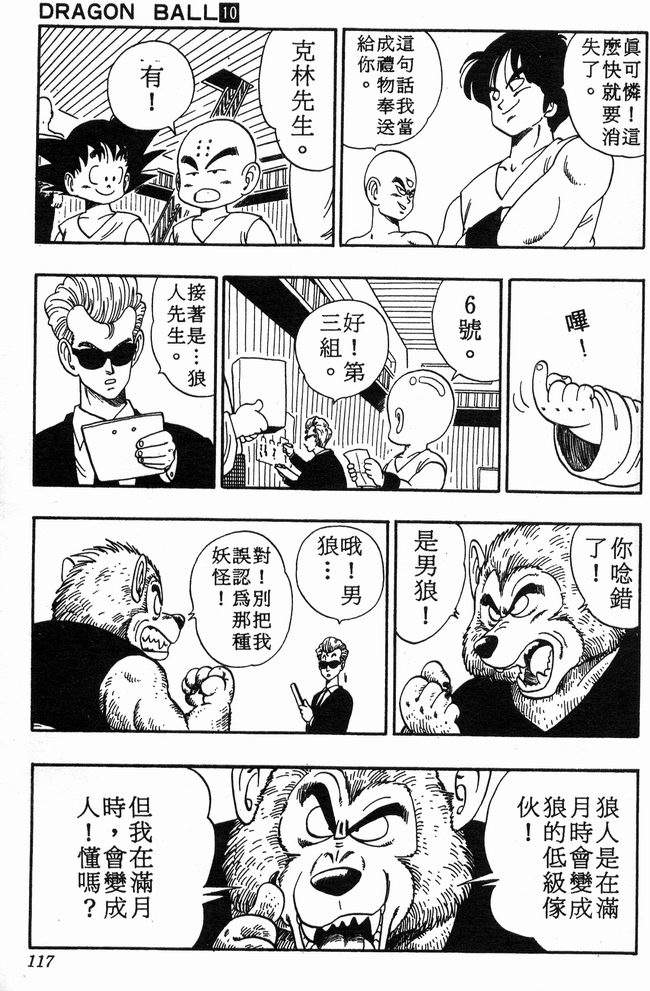 DRAGON BALL 10
眞可憐！這
麼快就要消
失了。
這句話我當
成禮物奉送
給你。
克林先生。
有！
嗶！
6號。
好！第
三組。
接著是…狼
人先生。
你唸錯
了！
是男狼！
哦！男
狼…
對！別把我
誤認爲那種
妖怪！
狼人是在滿
月時會變成
狼的低級傢
伙！
但我在滿月
時，會變成
人！懂嗎？
117